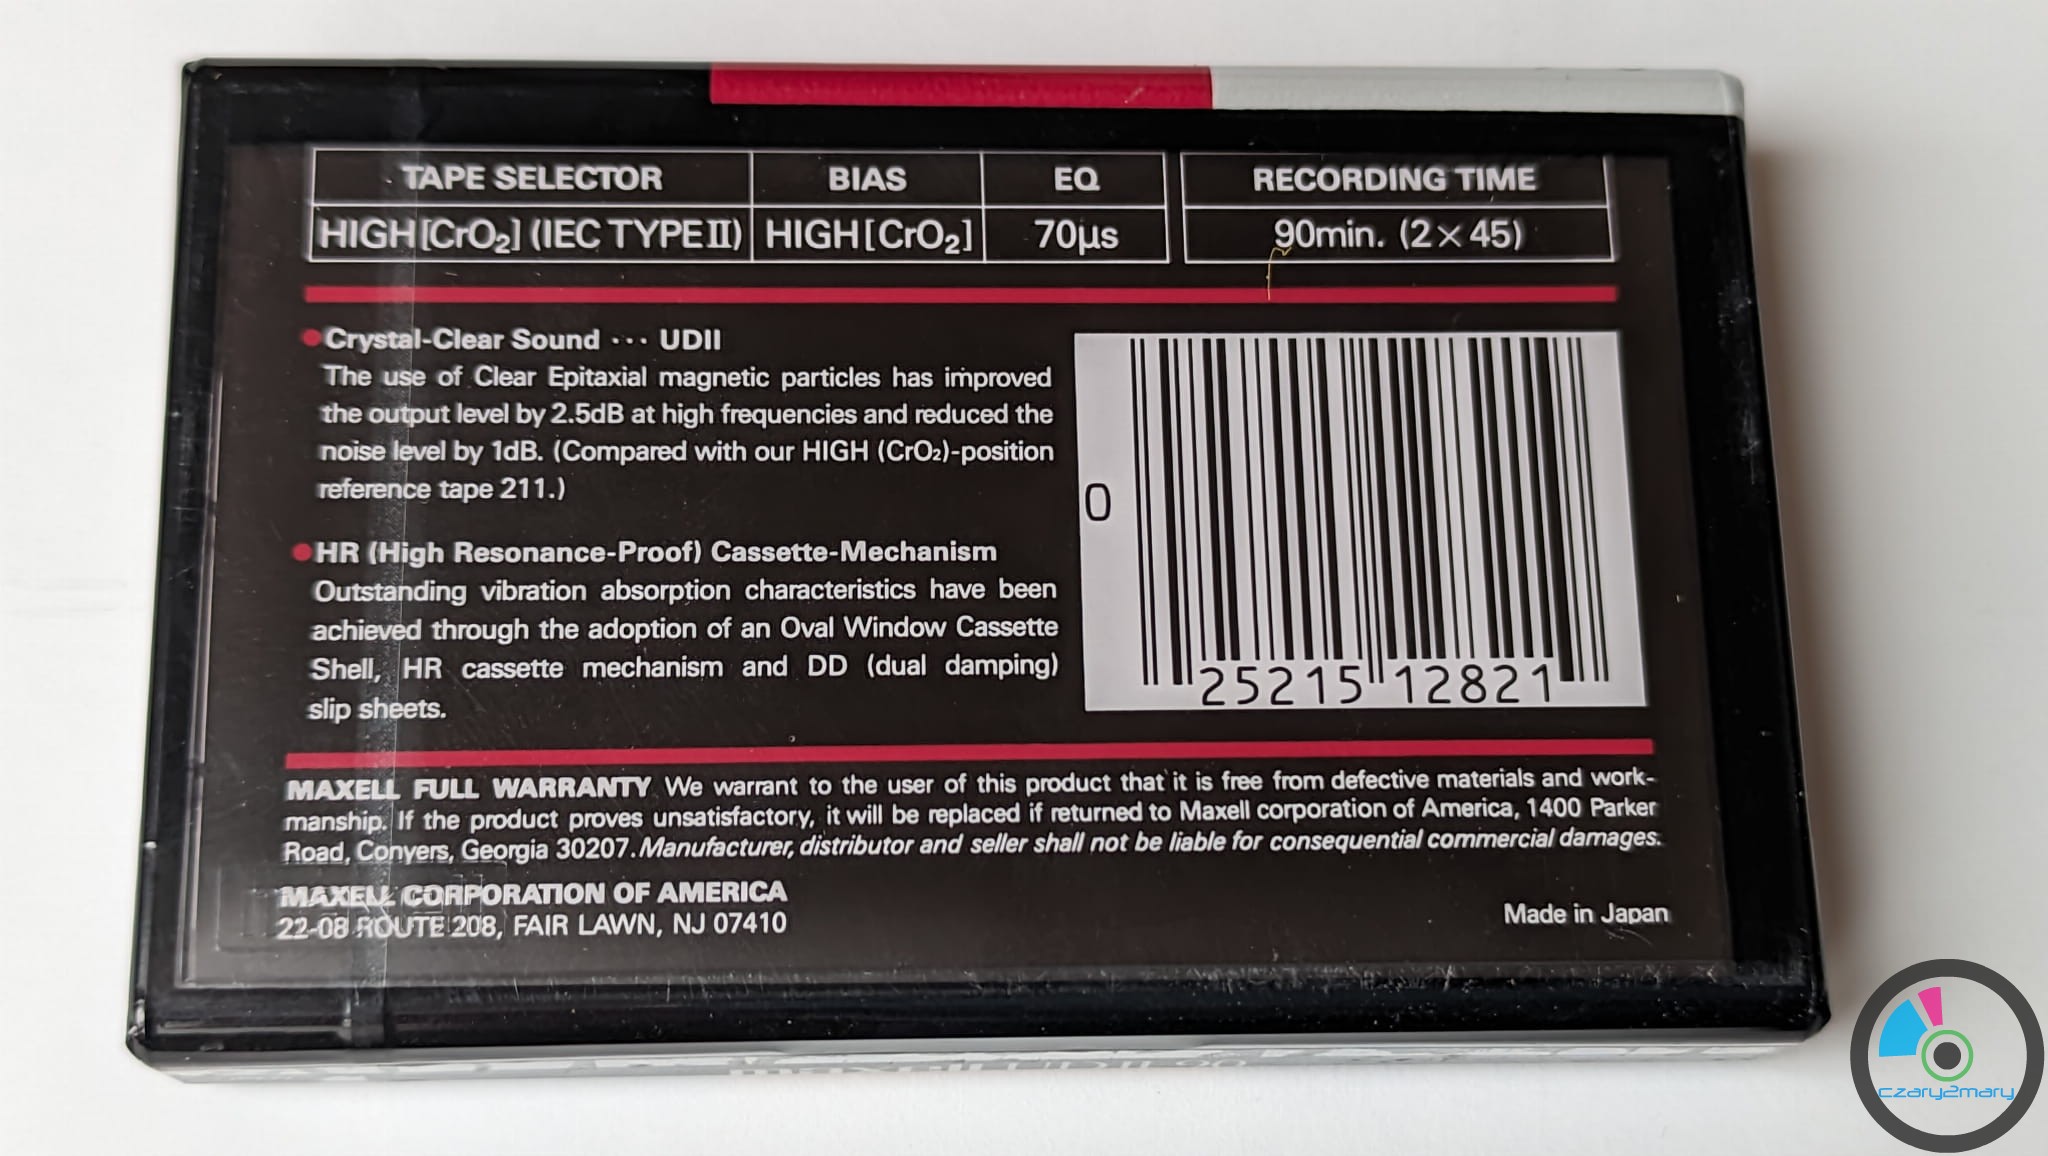 TAPE SELECTOR BIAS EQ RECORDING TIME
HIGH [CrO₂] (IEC TYPE II) HIGH [CrO₂] 70µs 90min. (2 × 45)
●Crystal-Clear Sound ··· UDII
The use of Clear Epitaxial magnetic particles has improved
the output level by 2.5dB at high frequencies and reduced the
noise level by 1dB. (Compared with our HIGH (CrO₂)-position
reference tape 211.)
●HR (High Resonance-Proof) Cassette-Mechanism
Outstanding vibration absorption characteristics have been
achieved through the adoption of an Oval Window Cassette
Shell, HR cassette mechanism and DD (dual damping)
slip sheets.
0 25215 12821
MAXELL FULL WARRANTY We warrant to the user of this product that it is free from defective materials and work-
manship. If the product proves unsatisfactory, it will be replaced if returned to Maxell corporation of America, 1400 Parker
Road, Conyers, Georgia 30207. Manufacturer, distributor and seller shall not be liable for consequential commercial damages.
MAXELL CORPORATION OF AMERICA
22-08 ROUTE 208, FAIR LAWN, NJ 07410
Made in Japan
czary2mary